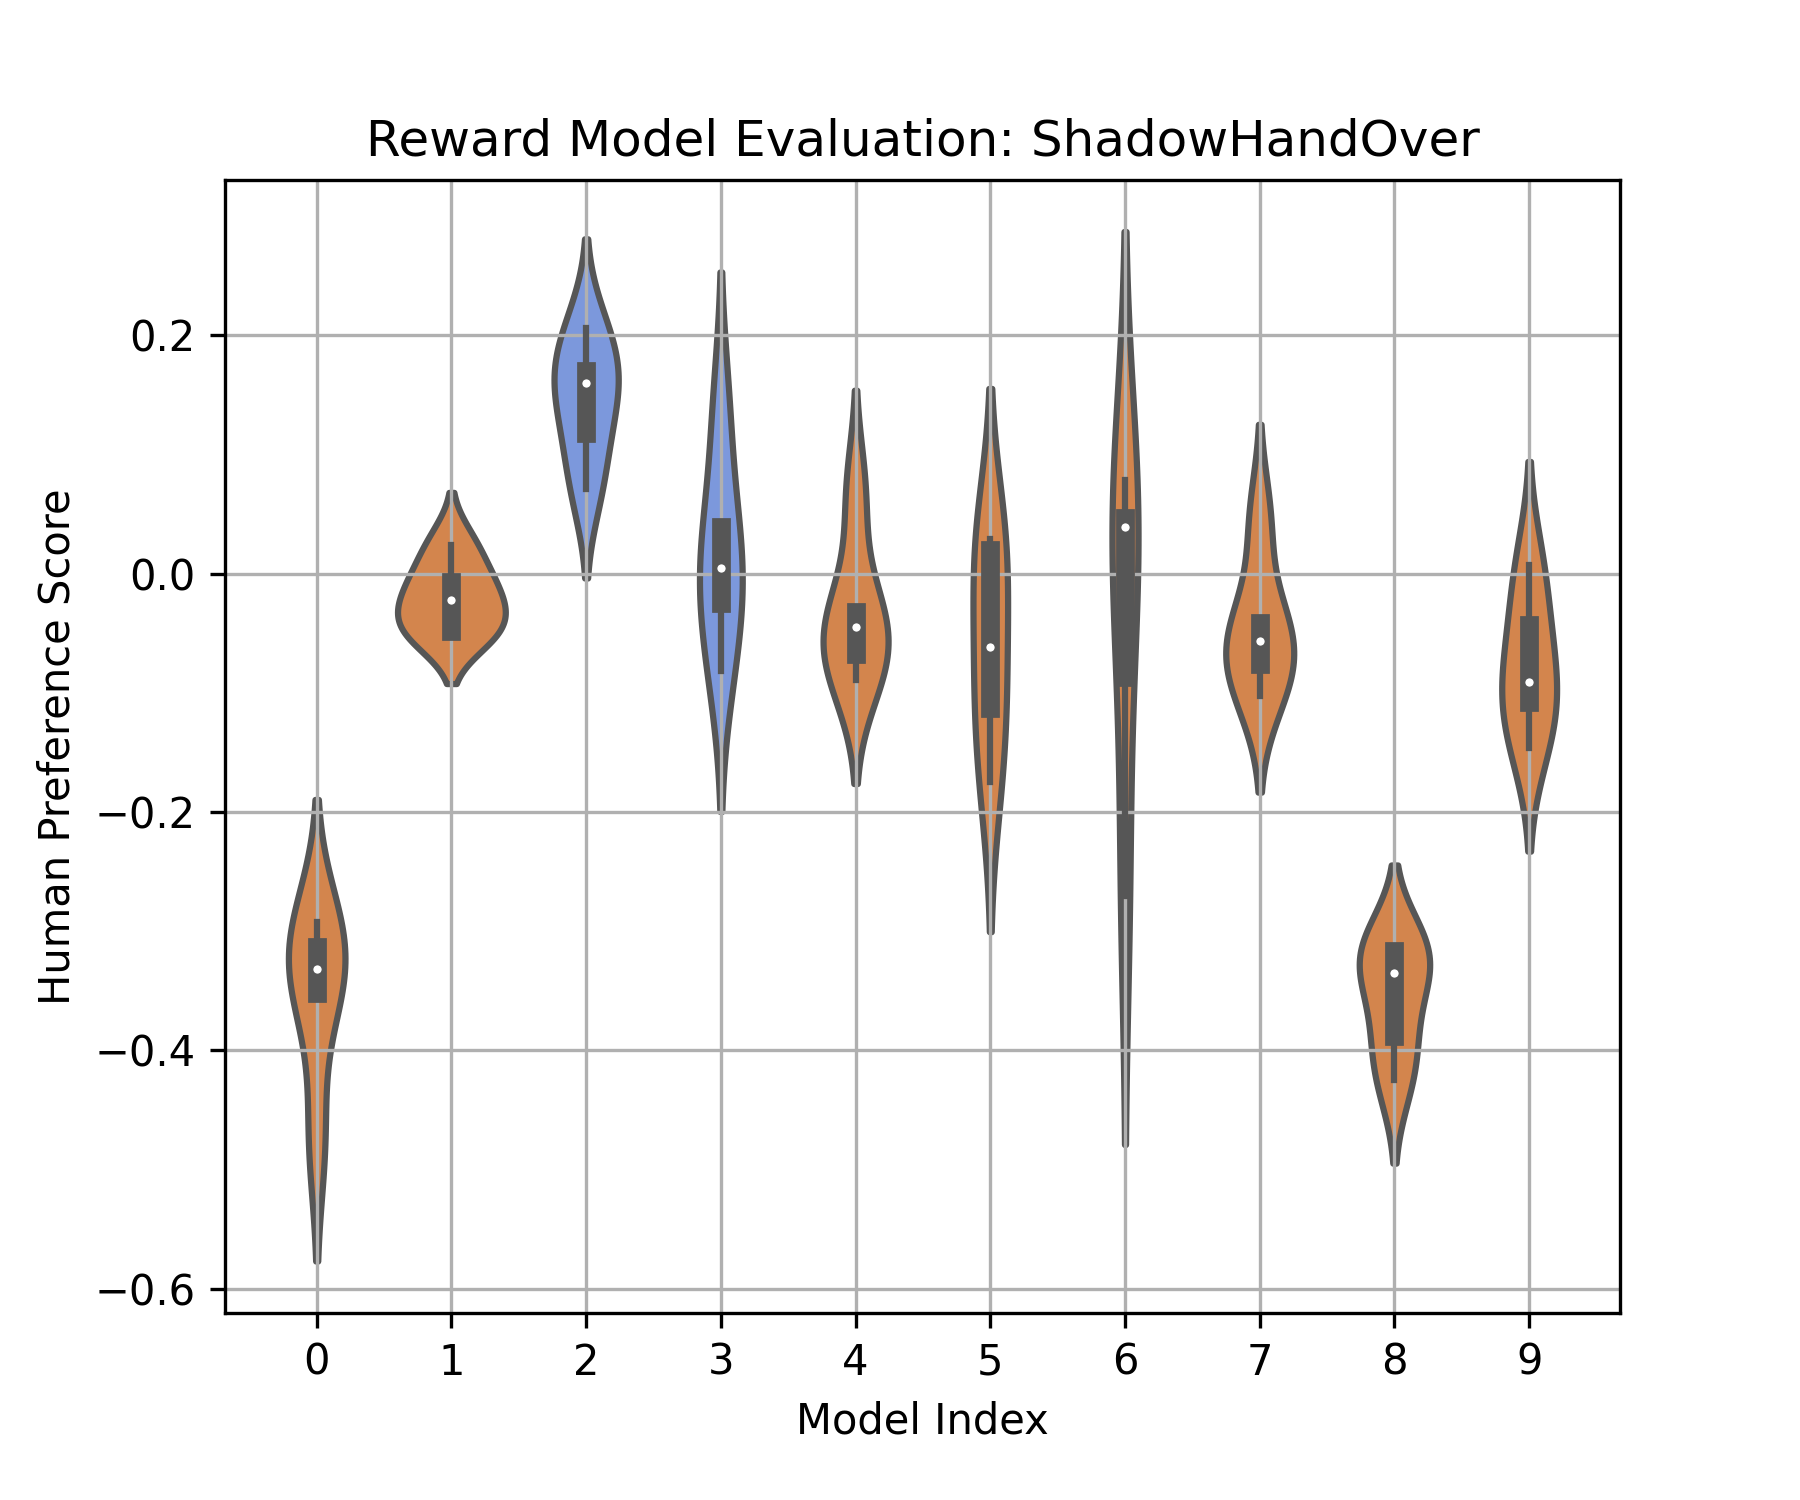 Reward Model Evaluation: ShadowHandOver
Human Preference Score
0.2
0.0
−0.2
−0.4
−0.6
0 1 2 3 4 5 6 7 8 9
Model Index